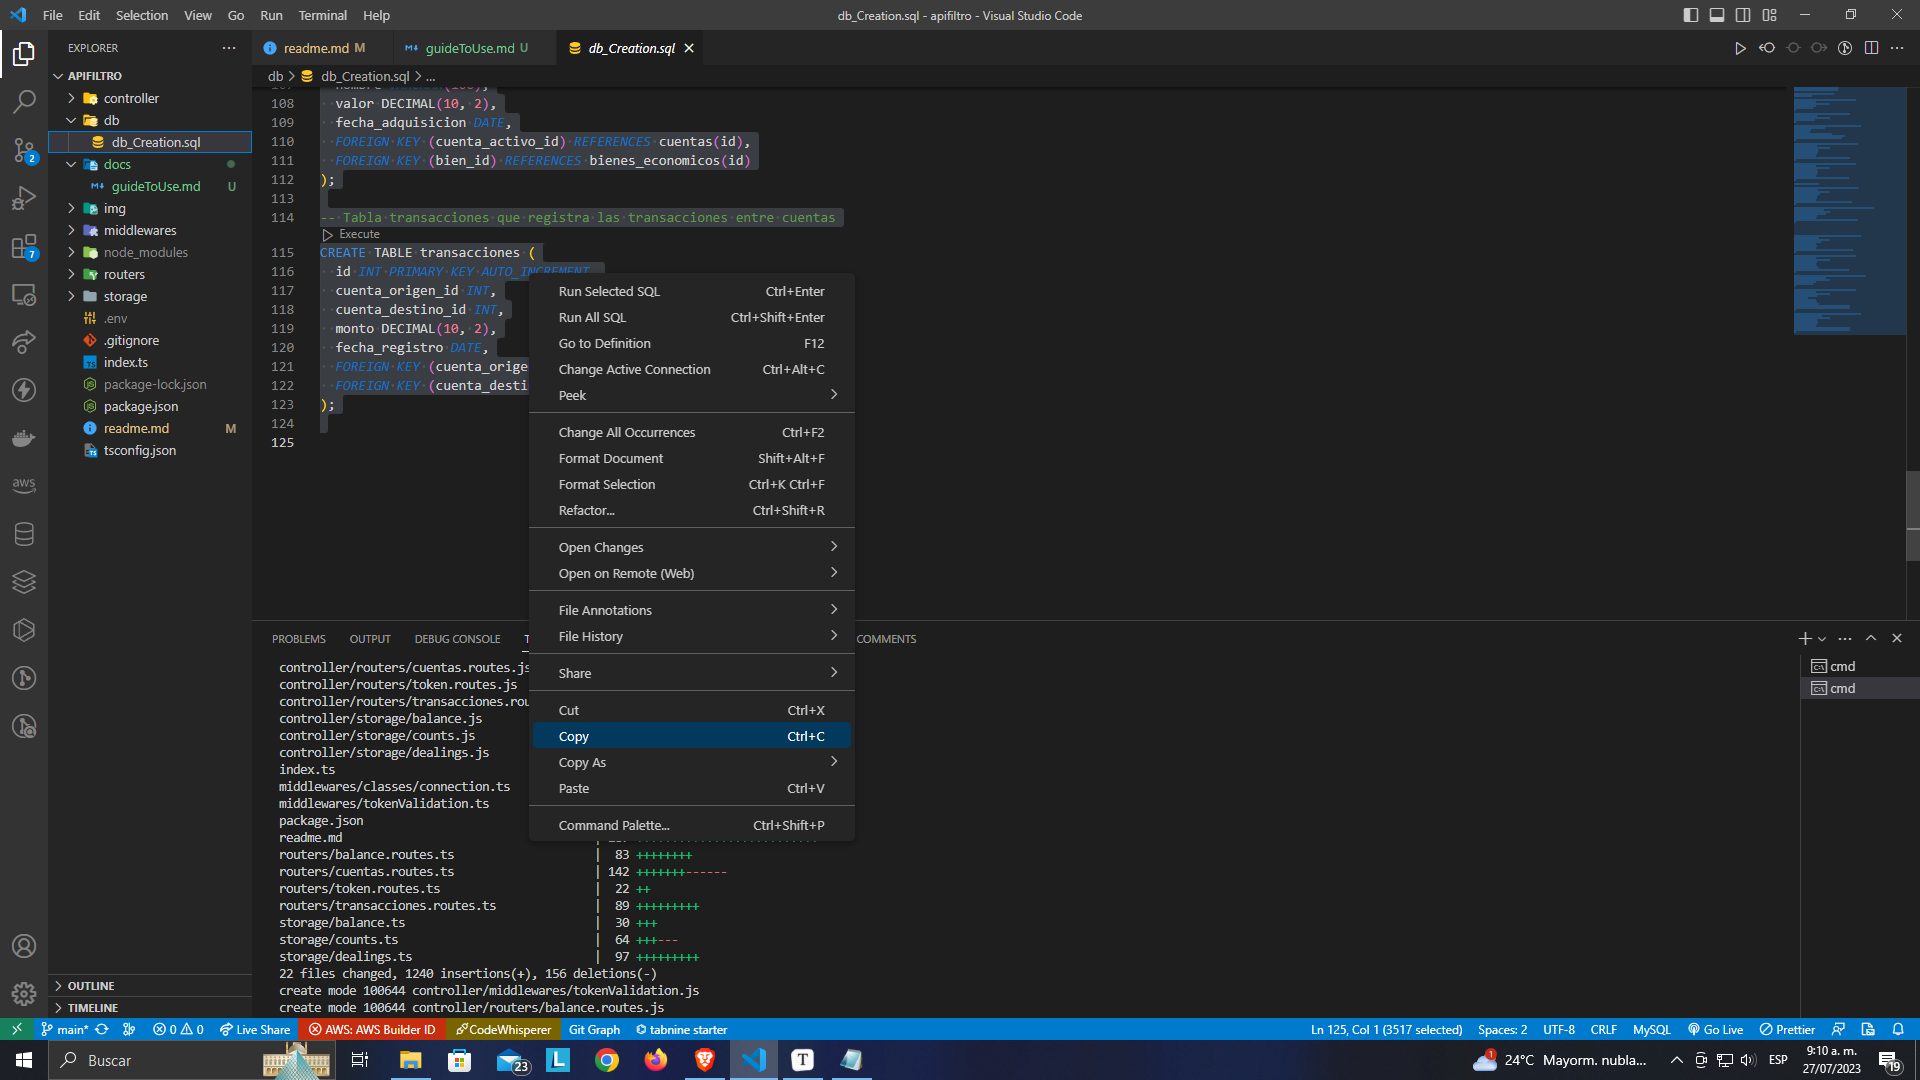 File Edit Selection View Go Run Terminal Help
db_Creation.sql - apifiltro - Visual Studio Code
EXPLORER
APIFILTRO
controller
db
db_Creation.sql
docs
guideToUse.md U
img
middlewares
node_modules
routers
storage
.env
.gitignore
index.ts
package-lock.json
package.json
readme.md M
tsconfig.json
OUTLINE
TIMELINE
2
7
aws
readme.md M
guideToUse.md U
db_Creation.sql
db > db_Creation.sql > ...
108 valor DECIMAL(10, 2),
109 fecha_adquisicion DATE,
110 FOREIGN KEY (cuenta_activo_id) REFERENCES cuentas(id),
111 FOREIGN KEY (bien_id) REFERENCES bienes_economicos(id)
112 );
113
114 -- Tabla transacciones que registra las transacciones entre cuentas
Execute
115 CREATE TABLE transacciones (
116 id INT PRIMARY KEY AUTO_INCREMENT
117 cuenta_origen_id INT,
118 cuenta_destino_id INT,
119 monto DECIMAL(10, 2),
120 fecha_registro DATE,
121 FOREIGN KEY (cuenta_orige
122 FOREIGN KEY (cuenta_desti
123 );
124
125
Run Selected SQL Ctrl+Enter
Run All SQL Ctrl+Shift+Enter
Go to Definition F12
Change Active Connection Ctrl+Alt+C
Peek
Change All Occurrences Ctrl+F2
Format Document Shift+Alt+F
Format Selection Ctrl+K Ctrl+F
Refactor... Ctrl+Shift+R
Open Changes
Open on Remote (Web)
File Annotations
File History
Share
Cut Ctrl+X
Copy Ctrl+C
Copy As
Paste Ctrl+V
Command Palette... Ctrl+Shift+P
PROBLEMS OUTPUT DEBUG CONSOLE T COMMENTS
cmd
cmd
controller/routers/cuentas.routes.js
controller/routers/token.routes.js
controller/routers/transacciones.rou
controller/storage/balance.js
controller/storage/counts.js
controller/storage/dealings.js
index.ts
middlewares/classes/connection.ts
middlewares/tokenValidation.ts
package.json
readme.md
routers/balance.routes.ts | 83 ++++++++
routers/cuentas.routes.ts | 142 +++++++------
routers/token.routes.ts | 22 ++
routers/transacciones.routes.ts | 89 +++++++++
storage/balance.ts | 30 +++
storage/counts.ts | 64 +++---
storage/dealings.ts | 97 +++++++++
22 files changed, 1240 insertions(+), 156 deletions(-)
create mode 100644 controller/middlewares/tokenValidation.js
create mode 100644 controller/routers/balance.routes.js
main* 0 0 Live Share AWS: AWS Builder ID CodeWhisperer Git Graph tabnine starter
Ln 125, Col 1 (3517 selected) Spaces: 2 UTF-8 CRLF MySQL Go Live Prettier
Buscar
23
L
T
1
24°C Mayorm. nubla...
ESP
9:10 a. m.
27/07/2023
19